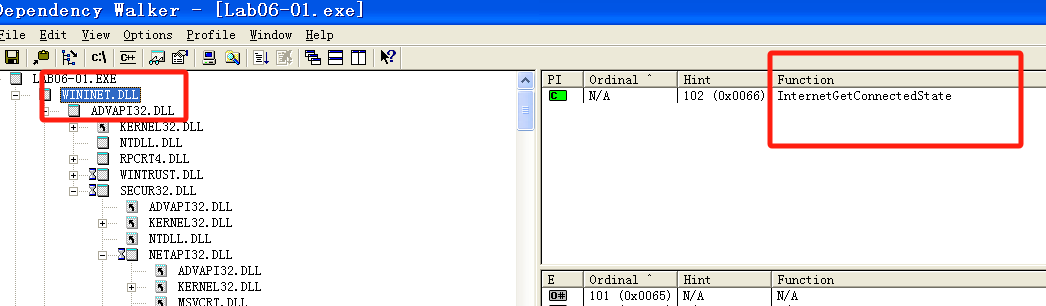 Dependency Walker - [Lab06-01.exe]
File Edit View Options Profile Window Help
c:\ C++
LAB06-01.EXE
WININET.DLL
ADVAPI32.DLL
KERNEL32.DLL
NTDLL.DLL
RPCRT4.DLL
WINTRUST.DLL
SECUR32.DLL
ADVAPI32.DLL
KERNEL32.DLL
NTDLL.DLL
NETAPI32.DLL
ADVAPI32.DLL
KERNEL32.DLL
MSVCRT.DLL
PI Ordinal ^ Hint Function
C N/A 102 (0x0066) InternetGetConnectedState
E Ordinal ^ Hint Function
O# 101 (0x0065) N/A N/A